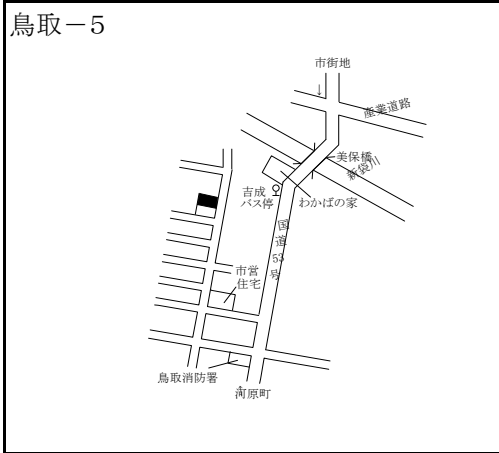 鳥取－5
市街地
↓
産業道路
美保橋
新袋川
吉成
バス停
わかばの家
国道53号
市営
住宅
鳥取消防署
↑
河原町